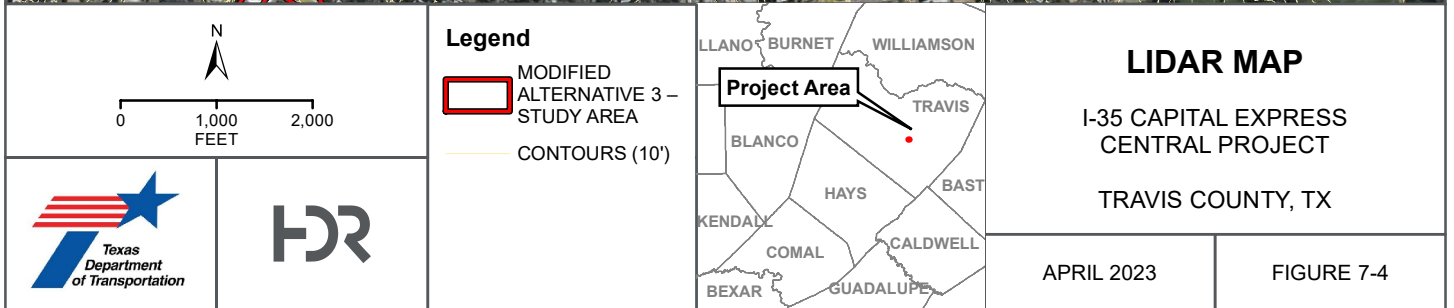 N
0 1,000 2,000
FEET
Texas
Department
of Transportation
HDR
Legend
MODIFIED
ALTERNATIVE 3 –
STUDY AREA
CONTOURS (10')
LLANO
BURNET
WILLIAMSON
Project Area
TRAVIS
BLANCO
HAYS
BAST
KENDALL
COMAL
CALDWELL
BEXAR
GUADALUPE
LIDAR MAP
I-35 CAPITAL EXPRESS
CENTRAL PROJECT
TRAVIS COUNTY, TX
APRIL 2023
FIGURE 7-4